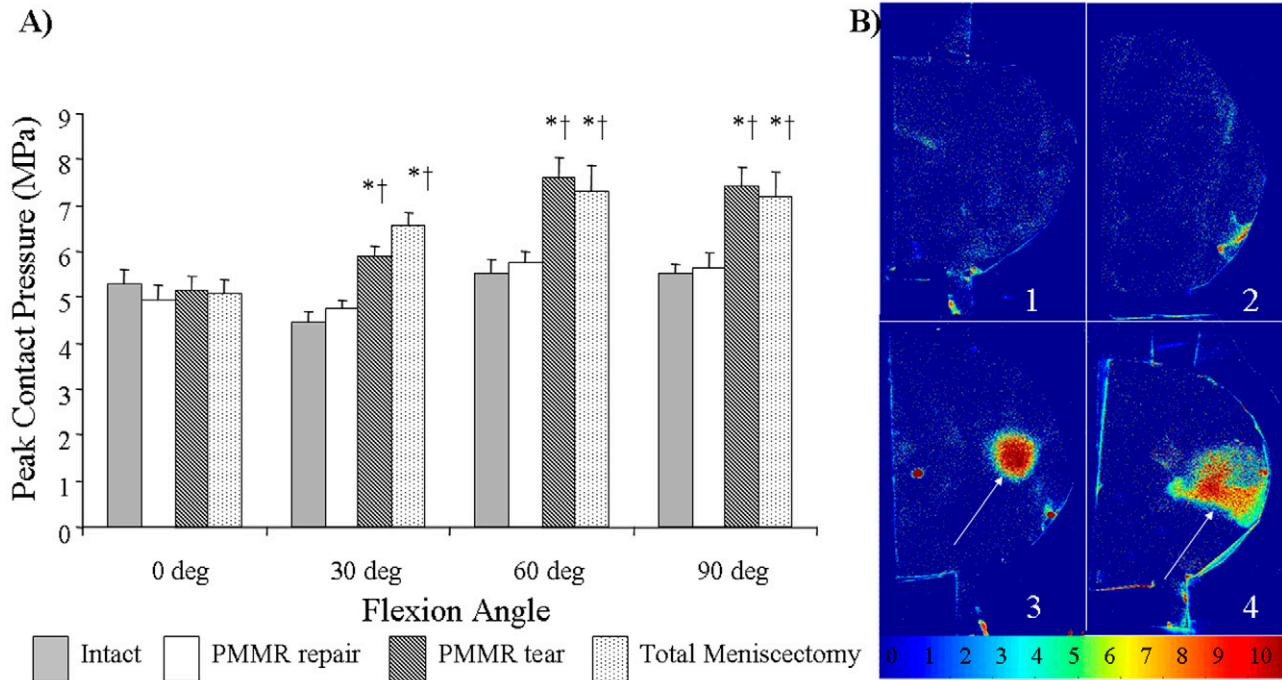 A)
Peak Contact Pressure (MPa)
9
8
7
6
5
4
3
2
1
0
*† *†
*† *†
*† *†
0 deg 30 deg 60 deg 90 deg
Flexion Angle
Intact PMMR repair PMMR tear Total Meniscectomy
B)
1 2
3 4
0 1 2 3 4 5 6 7 8 9 10